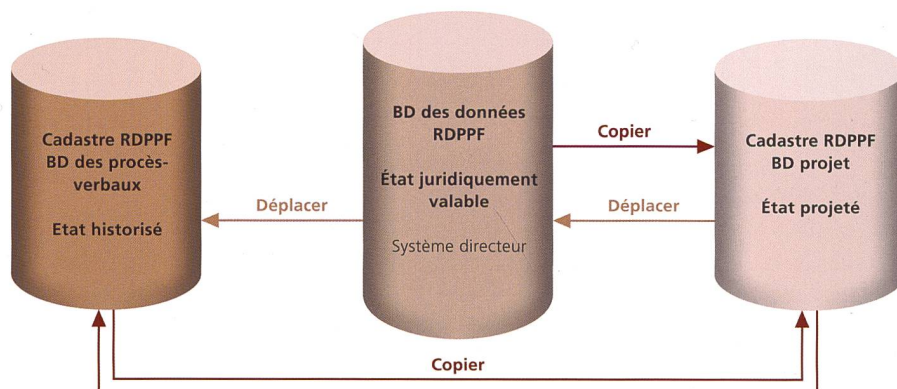 Cadastre RDPPF
BD des procès-
verbaux
Etat historisé
Déplacer
BD des données
RDPPF
État juridiquement
valable
Système directeur
Copier
Déplacer
Cadastre RDPPF
BD projet
État projeté
Copier